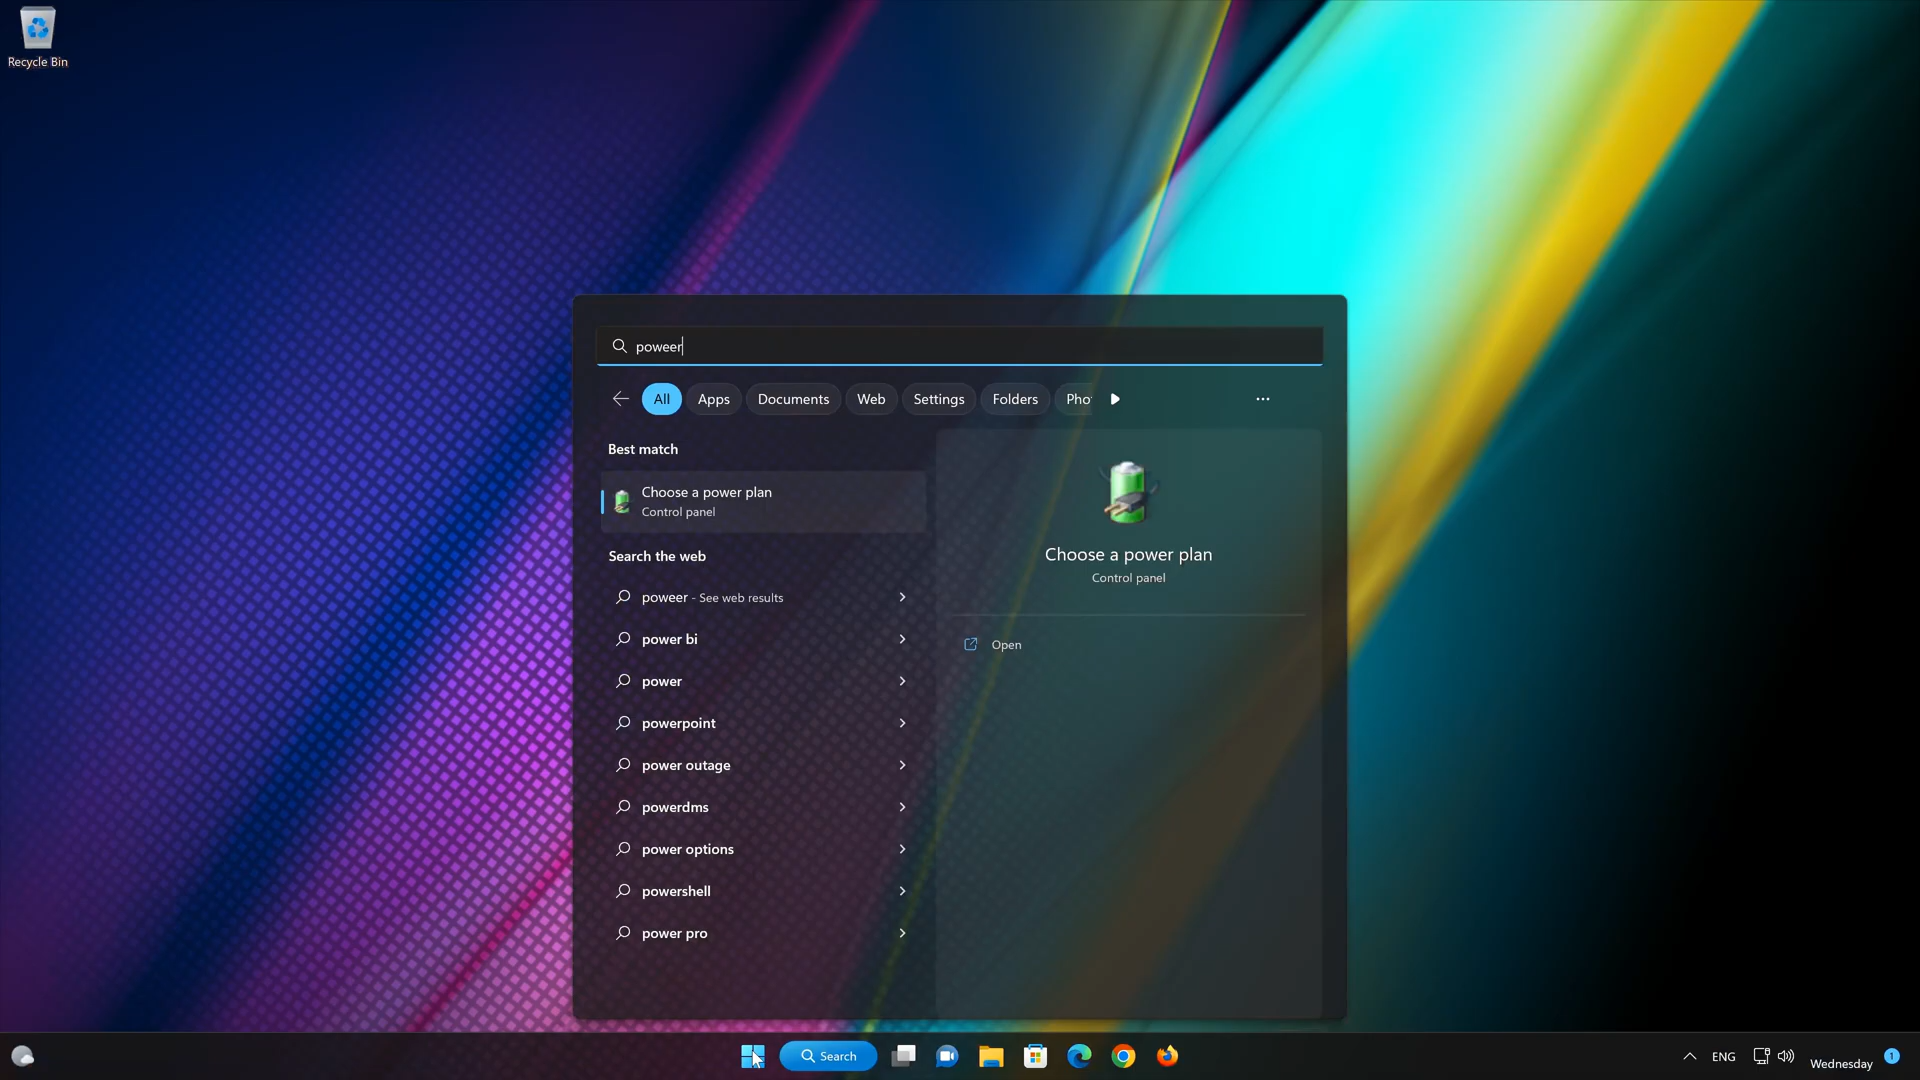 Recycle Bin
poweer
All Apps Documents Web Settings Folders Pho
Best match
Choose a power plan
Control panel
Search the web
poweer - See web results
power bi
power
powerpoint
power outage
powerdms
power options
powershell
power pro
Choose a power plan
Control panel
Open
Search
ENG
Wednesday
1